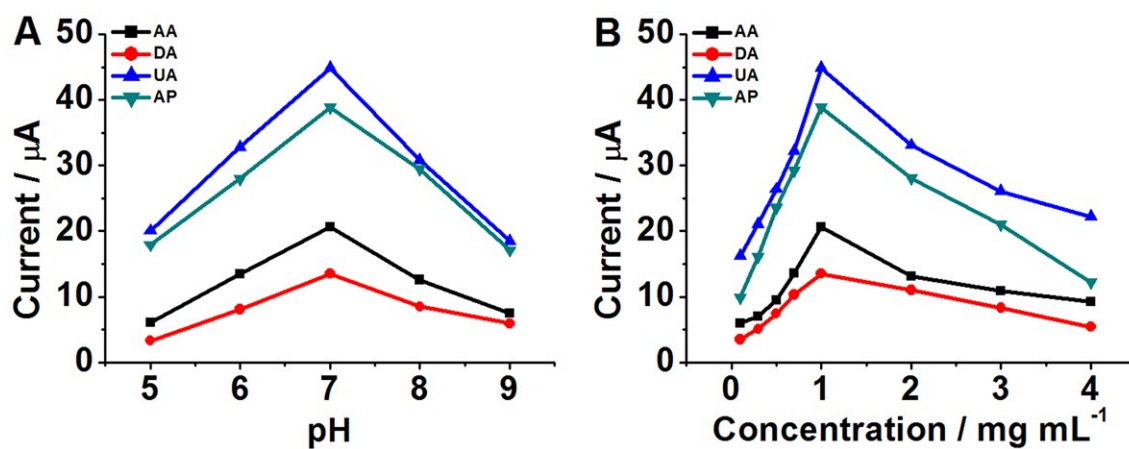 A
AA
DA
UA
AP
Current / μA
50
40
30
20
10
0
5 6 7 8 9
pH
B
AA
DA
UA
AP
Current / μA
50
40
30
20
10
0
0 1 2 3 4
Concentration / mg mL⁻¹